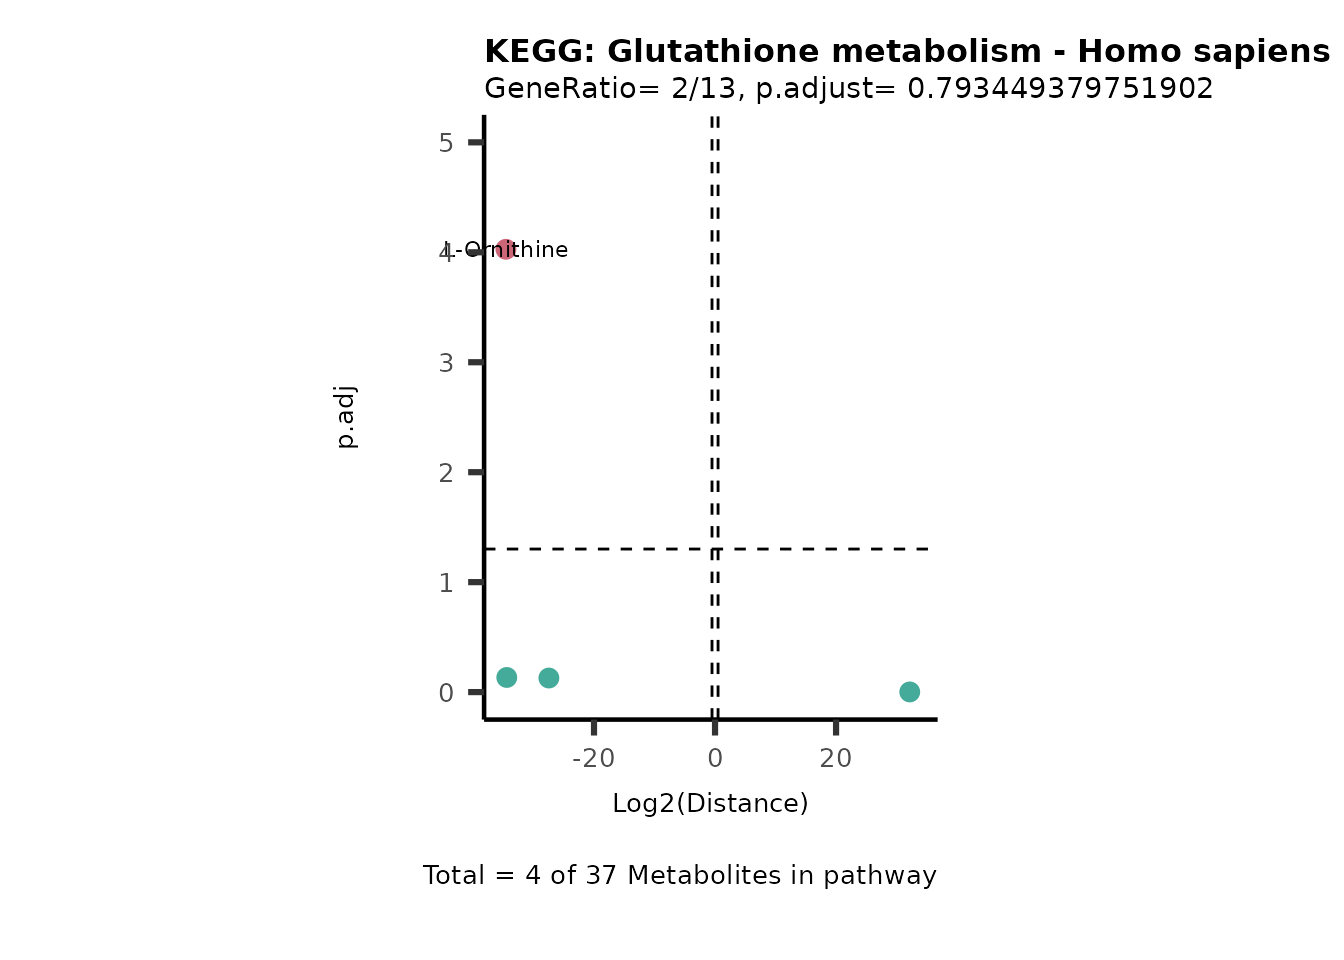 KEGG: Glutathione metabolism - Homo sapiens
GeneRatio= 2/13, p.adjust= 0.793449379751902
5
L-Ornithine
4
3
p.adj
2
1
0
-20 0 20
Log2(Distance)
Total = 4 of 37 Metabolites in pathway